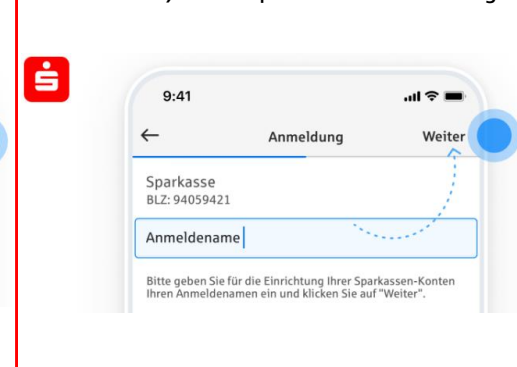 9:41
Anmeldung
Weiter
Sparkasse
BLZ: 94059421
Anmeldename
Bitte geben Sie für die Einrichtung Ihrer Sparkassen-Konten
Ihren Anmeldenamen ein und klicken Sie auf "Weiter".